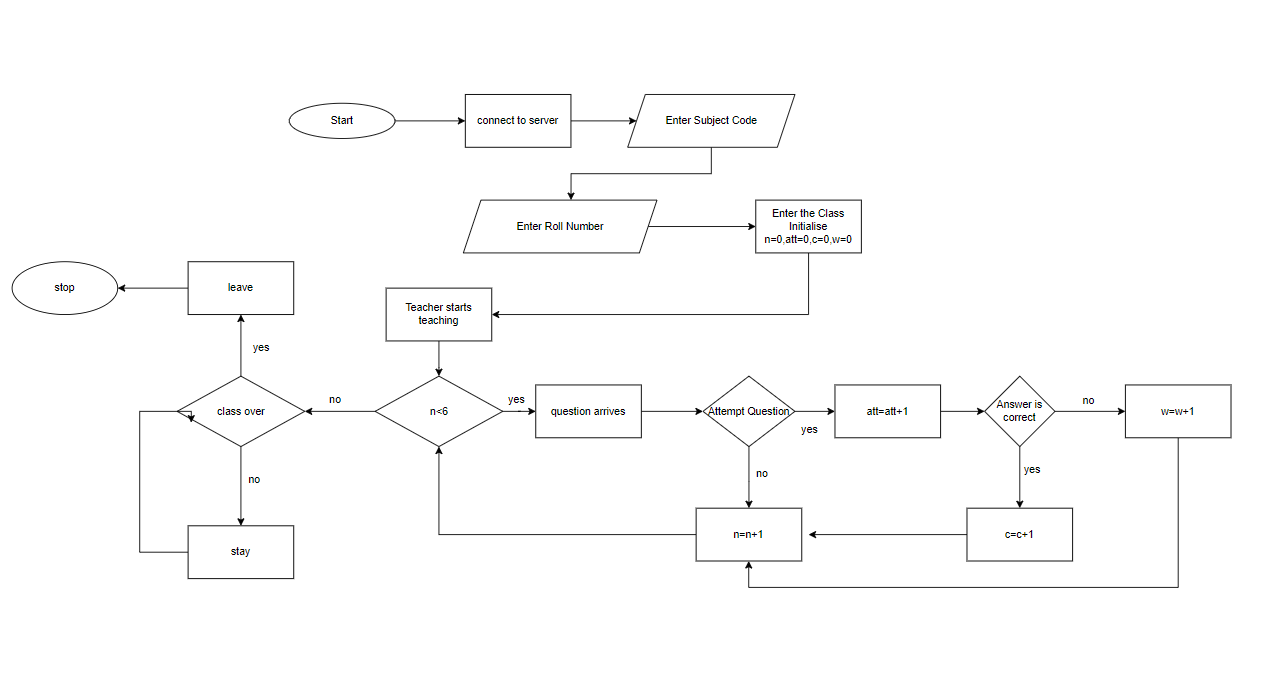 Start
connect to server
Enter Subject Code
Enter Roll Number
Enter the Class
Initialise
n=0,att=0,c=0,w=0
stop
leave
Teacher starts
teaching
yes
class over
no
n<6
yes
question arrives
Attempt Question
yes
att=att+1
Answer is
correct
no
w=w+1
no
no
yes
stay
n=n+1
c=c+1